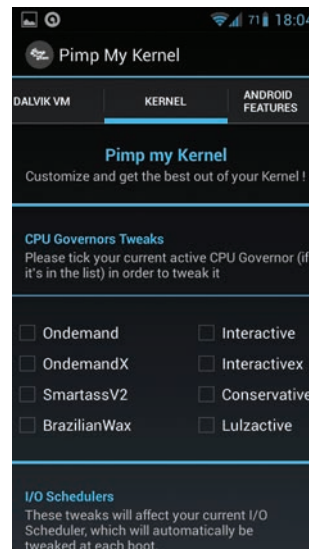 71 18:04
Pimp My Kernel
DALVIK VM KERNEL ANDROID FEATURES
Pimp my Kernel
Customize and get the best out of your Kernel !
CPU Governors Tweaks
Please tick your current active CPU Governor (if
it's in the list) in order to tweak it
Ondemand Interactive
OndemandX Interactivex
SmartassV2 Conservative
BrazilianWax Lulzactive
I/O Schedulers
These tweaks will affect your current I/O
Scheduler, which will automatically be
tweaked at each boot